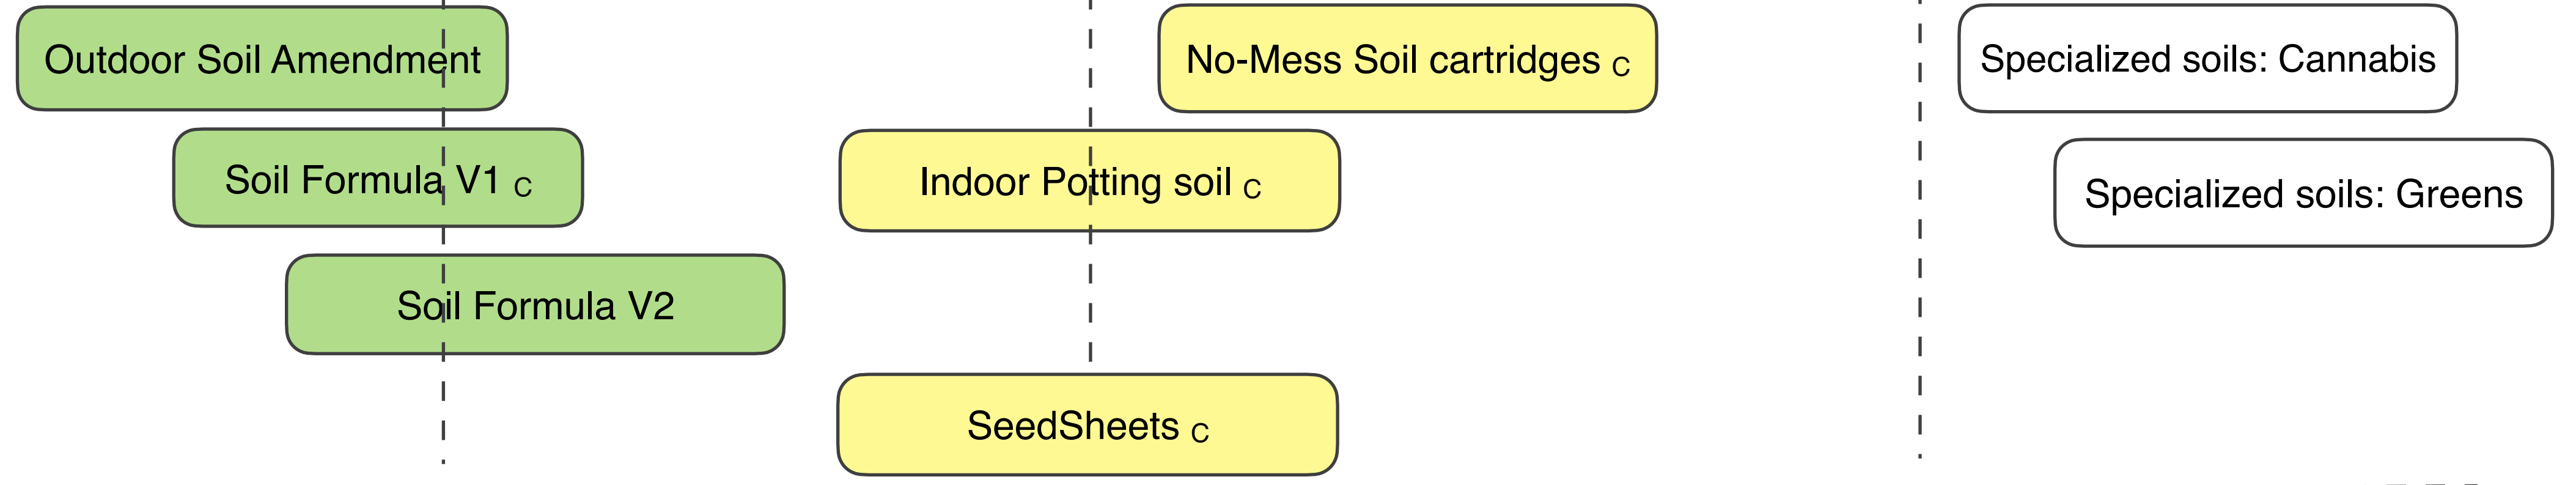 Outdoor Soil Amendment
No-Mess Soil cartridges C
Specialized soils: Cannabis
Soil Formula V1 C
Indoor Potting soil C
Specialized soils: Greens
Soil Formula V2
SeedSheets C